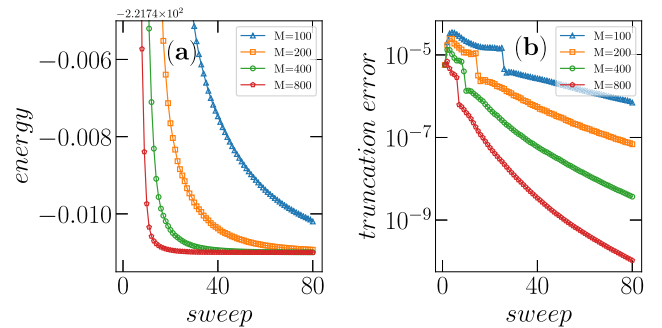 −2.2174×10²
(a)
M=100
M=200
M=400
M=800
−0.006
−0.008
−0.010
energy
0
40
80
sweep
(b)
M=100
M=200
M=400
M=800
10⁻⁵
10⁻⁷
10⁻⁹
truncation error
0
40
80
sweep